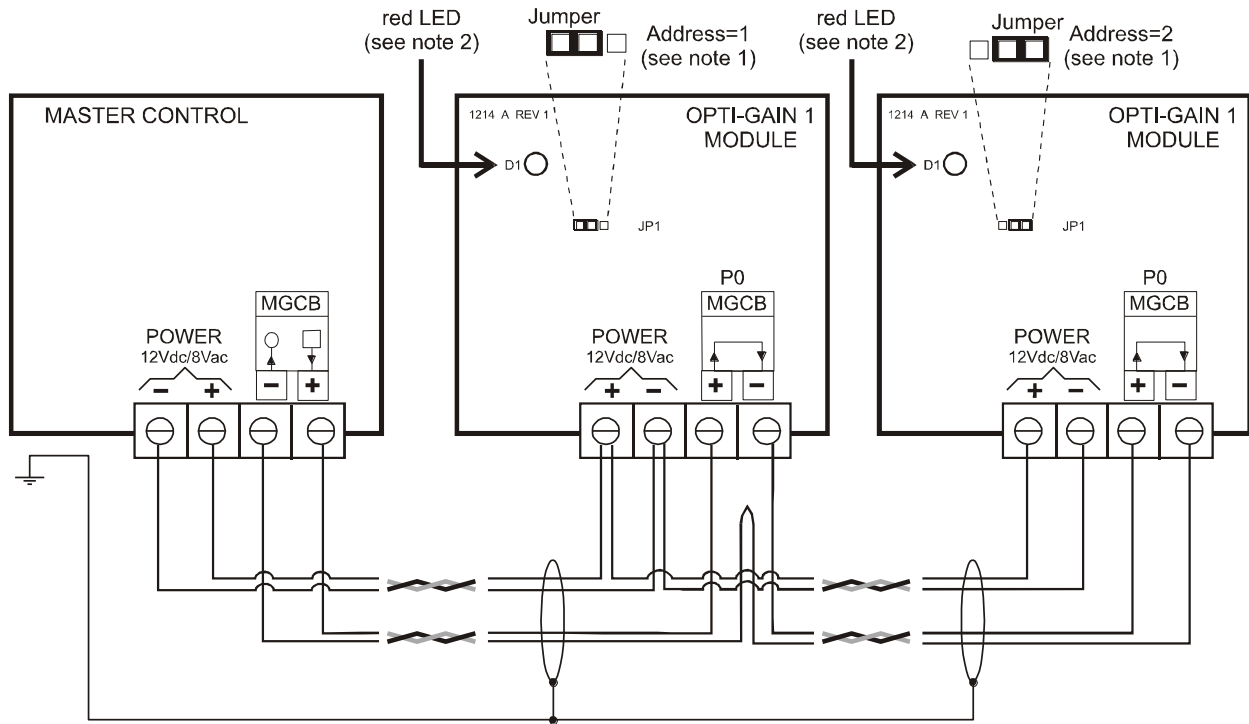 red LED
(see note 2)
Jumper
Address=1
(see note 1)
red LED
(see note 2)
Jumper
Address=2
(see note 1)
MASTER CONTROL
MGCB
POWER
12Vdc/8Vac
- +
- +
1214 A REV 1
OPTI-GAIN 1
MODULE
D1
JP1
P0
MGCB
POWER
12Vdc/8Vac
+ -
+ -
1214 A REV 1
OPTI-GAIN 1
MODULE
D1
JP1
P0
MGCB
POWER
12Vdc/8Vac
+ -
+ -